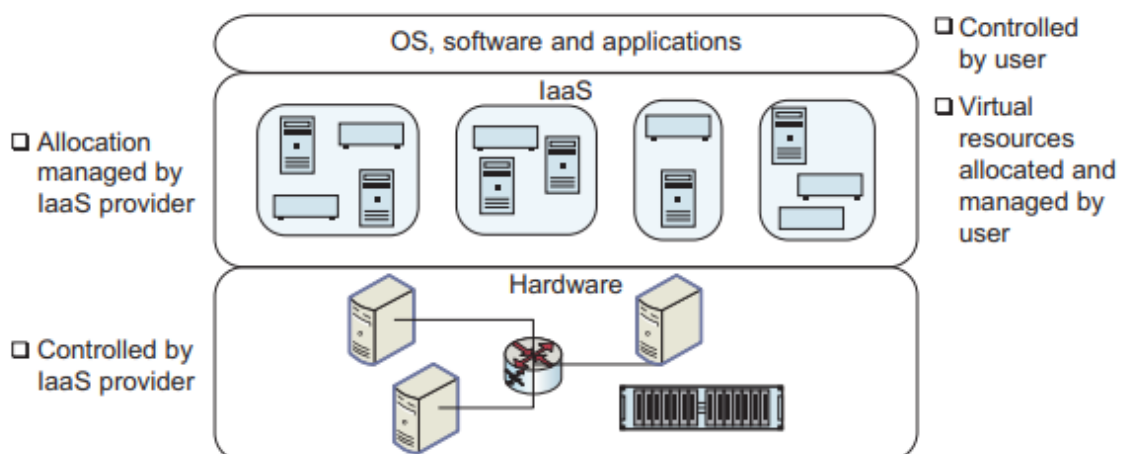 OS, software and applications
❑ Controlled
by user
IaaS
❑ Allocation
managed by
IaaS provider
❑ Virtual
resources
allocated and
managed by
user
Hardware
❑ Controlled by
IaaS provider